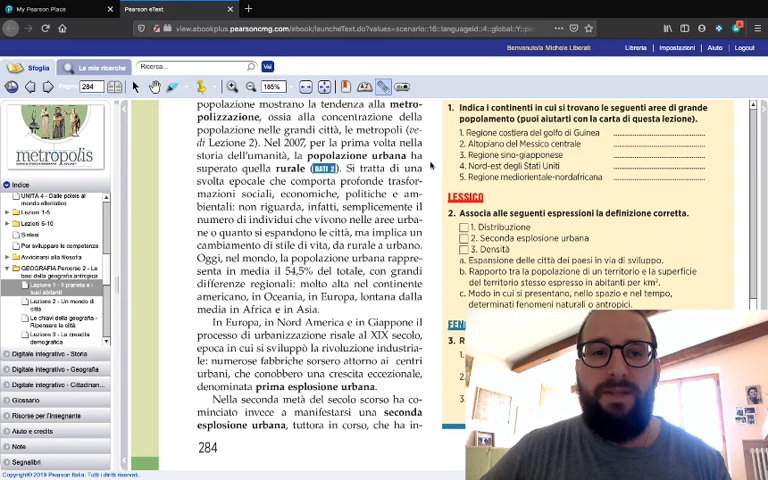 My Pearson Place
Pearson eText
view.ebookplus.pearsoncmg.com/ebook/launcheText.do?values=scenario::16::languageid::4::global::Y::pl
Benvenuto/a Michele Liberati
Libreria | Impostazioni | Aiuto | Logout
Sfoglia
Le mie ricerche
Ricerca...
Vai
284
185%
metropolis
Indice
UNITÀ 4 - Dalle póleis al
mondo ellenistico
Lezioni 1-5
Lezioni 6-10
Sintesi
Per sviluppare le competenze
Avvicinarsi alla filosofia
GEOGRAFIA Percorso 2 - Le
basi della geografia antropica
Lezione 1 - Il pianeta e i
suoi abitanti
Lezione 2 - Un mondo di
città
Le chiavi della geografia -
Ripensare la città
Lezione 3 - La crescita
demografica
Digitale integrativo - Storia
Digitale integrativo - Geografia
Digitale integrativo - Cittadinan...
Glossario
Risorse per l'insegnante
Aiuto e crediti
Note
Segnalibri
Copyright© 2019 Pearson Italia. Tutti i diritti riservati.
popolazione mostrano la tendenza alla metro-
polizzazione, ossia alla concentrazione della
popolazione nelle grandi città, le metropoli (ve-
di Lezione 2). Nel 2007, per la prima volta nella
storia dell'umanità, la popolazione urbana ha
superato quella rurale (DATI 2). Si tratta di una
svolta epocale che comporta profonde trasfor-
mazioni sociali, economiche, politiche e am-
bientali: non riguarda, infatti, semplicemente il
numero di individui che vivono nelle aree urba-
ne o quanto si espandono le città, ma implica un
cambiamento di stile di vita, da rurale a urbano.
Oggi, nel mondo, la popolazione urbana rappre-
senta in media il 54,5% del totale, con grandi
differenze regionali: molto alta nel continente
americano, in Oceania, in Europa, lontana dalla
media in Africa e in Asia.
In Europa, in Nord America e in Giappone il
processo di urbanizzazione risale al XIX secolo,
epoca in cui si sviluppò la rivoluzione industria-
le: numerose fabbriche sorsero attorno ai centri
urbani, che conobbero una crescita eccezionale,
denominata prima esplosione urbana.
Nella seconda metà del secolo scorso ha co-
minciato invece a manifestarsi una seconda
esplosione urbana, tuttora in corso, che ha in-
284
1. Indica i continenti in cui si trovano le seguenti aree di grande
popolamento (puoi aiutarti con la carta di questa lezione).
1. Regione costiera del golfo di Guinea
2. Altopiano del Messico centrale
3. Regione sino-giapponese
4. Nord-est degli Stati Uniti
5. Regione mediorientale-nordafricana
LESSICO
2. Associa alle seguenti espressioni la definizione corretta.
1. Distribuzione
2. Seconda esplosione urbana
3. Densità
a. Espansione delle città dei paesi in via di sviluppo.
b. Rapporto tra la popolazione di un territorio e la superficie
del territorio stesso espresso in abitanti per km².
c. Modo in cui si presentano, nello spazio e nel tempo,
determinati fenomeni naturali o antropici.
3. R
1.
2.
3.